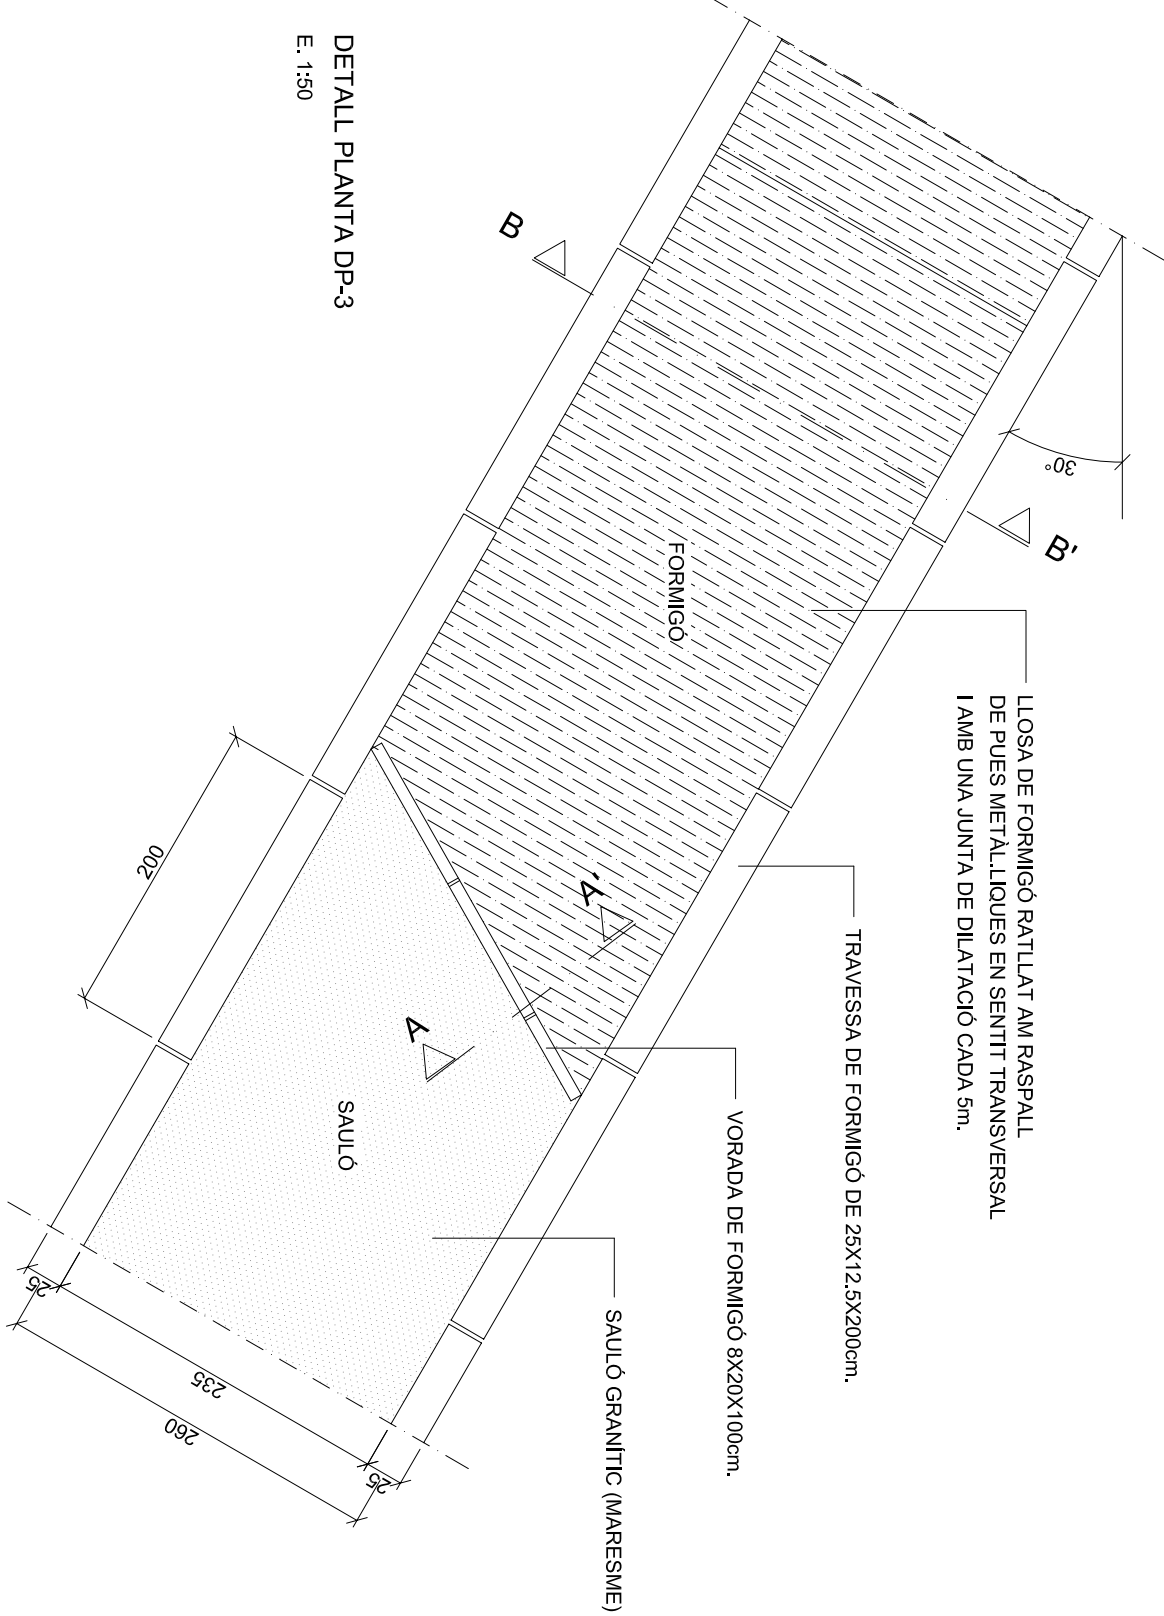 LLOSA DE FORMIGÓ RATLLAT AM RASPALL
DE PUES METÀL.LIQUES EN SENTIT TRANSVERSAL
I AMB UNA JUNTA DE DILATACIÓ CADA 5m.
TRAVESSA DE FORMIGÓ DE 25X12.5X200cm.
VORADA DE FORMIGÓ 8X20X100cm.
SAULÓ GRANÍTIC (MARESME)
30°
B'
B
FORMIGÓ
A'
A
SAULÓ
200
25
235
25
260
DETALL PLANTA DP-3
E. 1:50